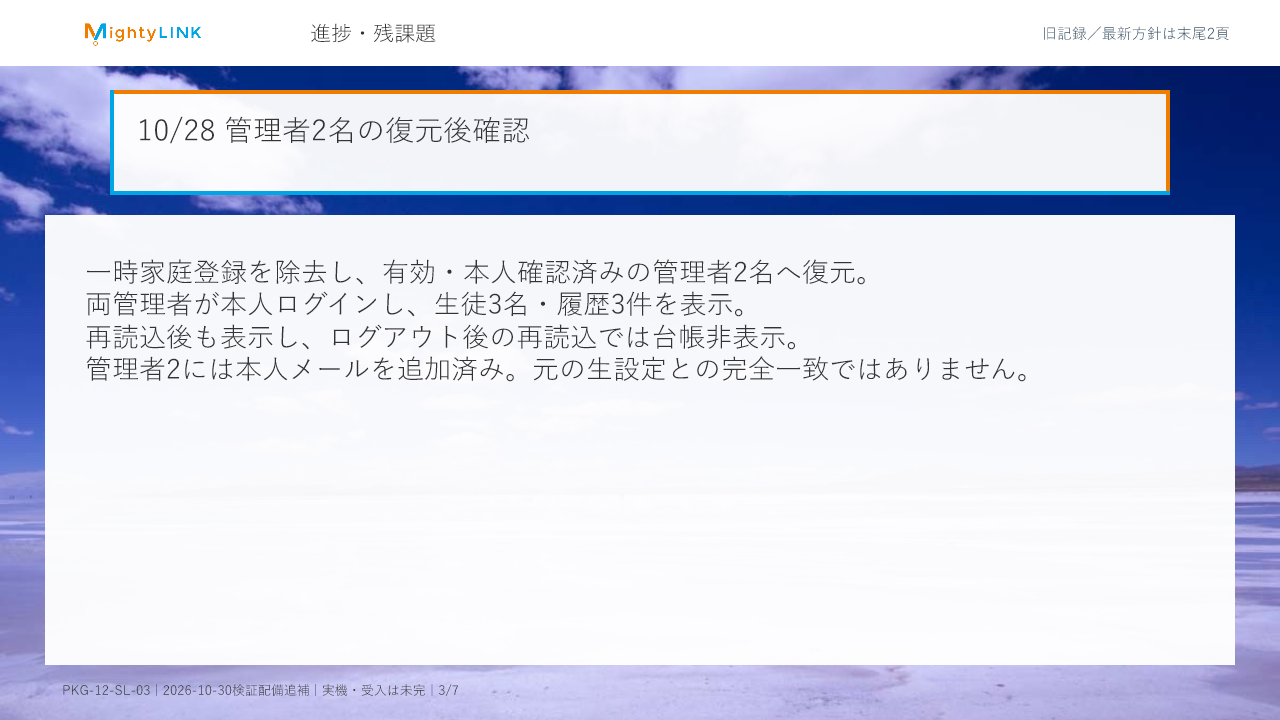 MightyLINK
進捗・残課題
旧記録／最新方針は末尾2頁
10/28 管理者2名の復元後確認
一時家庭登録を除去し、有効・本人確認済みの管理者2名へ復元。
両管理者が本人ログインし、生徒3名・履歴3件を表示。
再読込後も表示し、ログアウト後の再読込では台帳非表示。
管理者2には本人メールを追加済み。元の生設定との完全一致ではありません。
PKG-12-SL-03 | 2026-10-30検証配備追補 | 実機・受入は未完 | 3/7